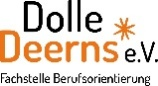 Dolle
Deerns e.V.
Fachstelle Berufsorientierung